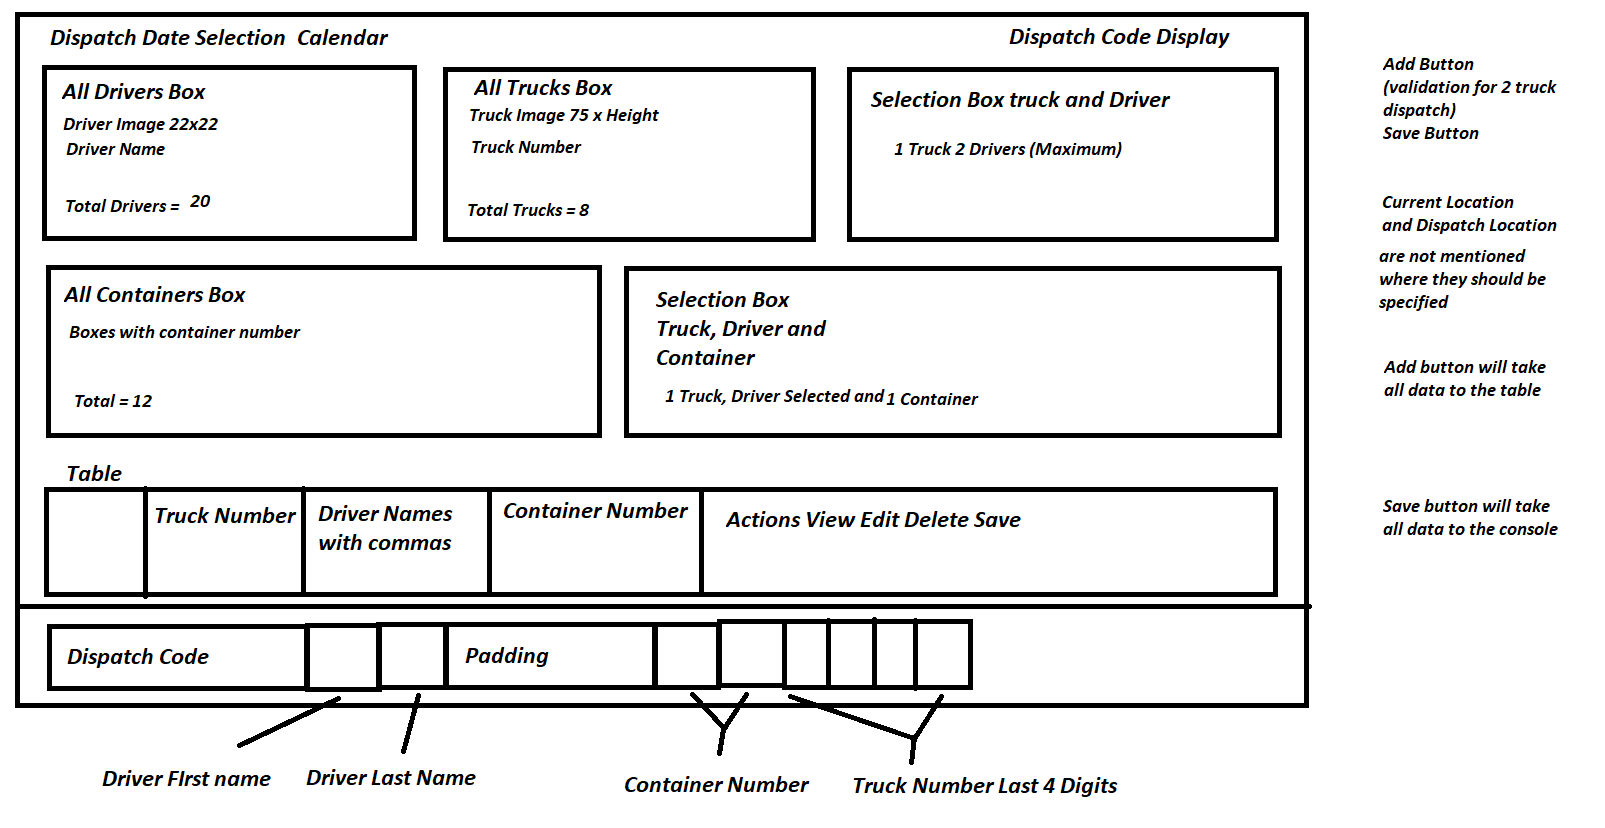 Dispatch Date Selection  Calendar
Dispatch Code Display
All Drivers Box
Driver Image 22x22
Driver Name
Total Drivers = 20
All Trucks Box
Truck Image 75 x Height
Truck Number
Total Trucks = 8
Selection Box truck and Driver
1 Truck 2 Drivers (Maximum)
Add Button
(validation for 2 truck
dispatch)
Save Button
Current Location
and Dispatch Location
are not mentioned
where they should be
specified
All Containers Box
Boxes with container number
Total = 12
Selection Box
Truck, Driver and
Container
1 Truck, Driver Selected and 1 Container
Add button will take
all data to the table
Table
Truck Number
Driver Names
with commas
Container Number
Actions View Edit Delete Save
Save button will take
all data to the console
Dispatch Code
Padding
Driver FIrst name
Driver Last Name
Container Number
Truck Number Last 4 Digits